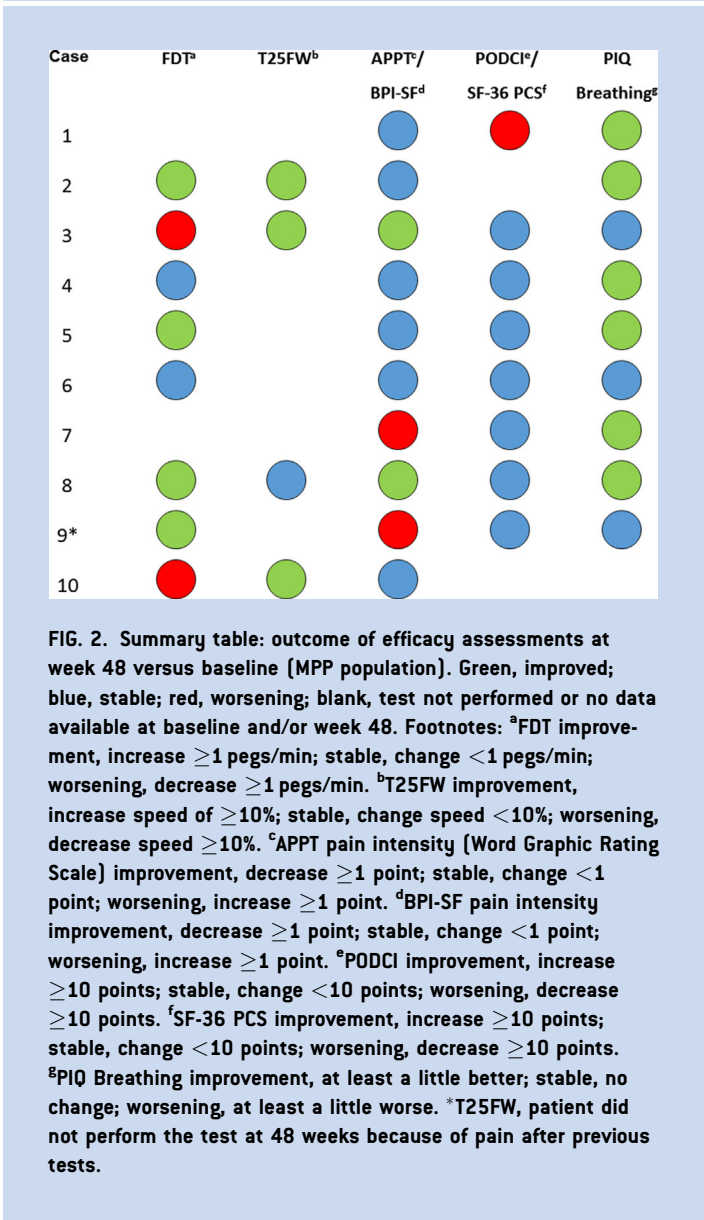 Case FDTᵃ T25FWᵇ APPTᶜ/ PODCIᵉ/ PIQ
BPI-SFᵈ SF-36 PCSᶠ Breathingᵍ
1
2
3
4
5
6
7
8
9*
10
FIG. 2. Summary table: outcome of efficacy assessments at
week 48 versus baseline (MPP population). Green, improved;
blue, stable; red, worsening; blank, test not performed or no data
available at baseline and/or week 48. Footnotes: ᵃFDT improve-
ment, increase ≥1 pegs/min; stable, change <1 pegs/min;
worsening, decrease ≥1 pegs/min. ᵇT25FW improvement,
increase speed of ≥10%; stable, change speed <10%; worsening,
decrease speed ≥10%. ᶜAPPT pain intensity (Word Graphic Rating
Scale) improvement, decrease ≥1 point; stable, change <1
point; worsening, increase ≥1 point. ᵈBPI-SF pain intensity
improvement, decrease ≥1 point; stable, change <1 point;
worsening, increase ≥1 point. ᵉPODCI improvement, increase
≥10 points; stable, change <10 points; worsening, decrease
≥10 points. ᶠSF-36 PCS improvement, increase ≥10 points;
stable, change <10 points; worsening, decrease ≥10 points.
ᵍPIQ Breathing improvement, at least a little better; stable, no
change; worsening, at least a little worse. *T25FW, patient did
not perform the test at 48 weeks because of pain after previous
tests.